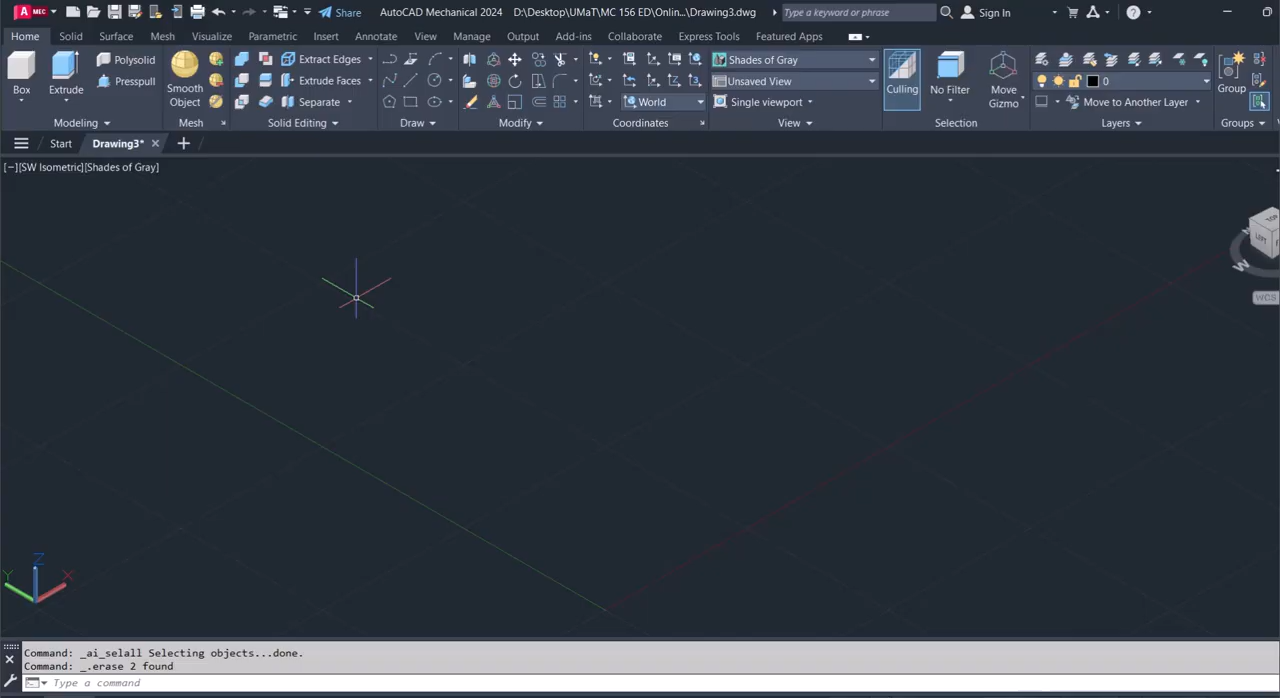 A MEC Share AutoCAD Mechanical 2024 D:\Desktop\UMaT\MC 156 ED\Onlin...\Drawing3.dwg Type a keyword or phrase Sign In
Home Solid Surface Mesh Visualize Parametric Insert Annotate View Manage Output Add-ins Collaborate Express Tools Featured Apps
Polysolid Extract Edges Shades of Gray
Presspull Extrude Faces Unsaved View 0
Box Extrude Smooth Object Culling No Filter Move Gizmo Group
Separate World Single viewport Move to Another Layer
Modeling Mesh Solid Editing Draw Modify Coordinates View Selection Layers Groups
Start Drawing3*
[−][SW Isometric][Shades of Gray]
TOP
LEFT
W
WCS
Z
Y X
Command: _ai_selall Selecting objects...done.
Command: _.erase 2 found
Type a command